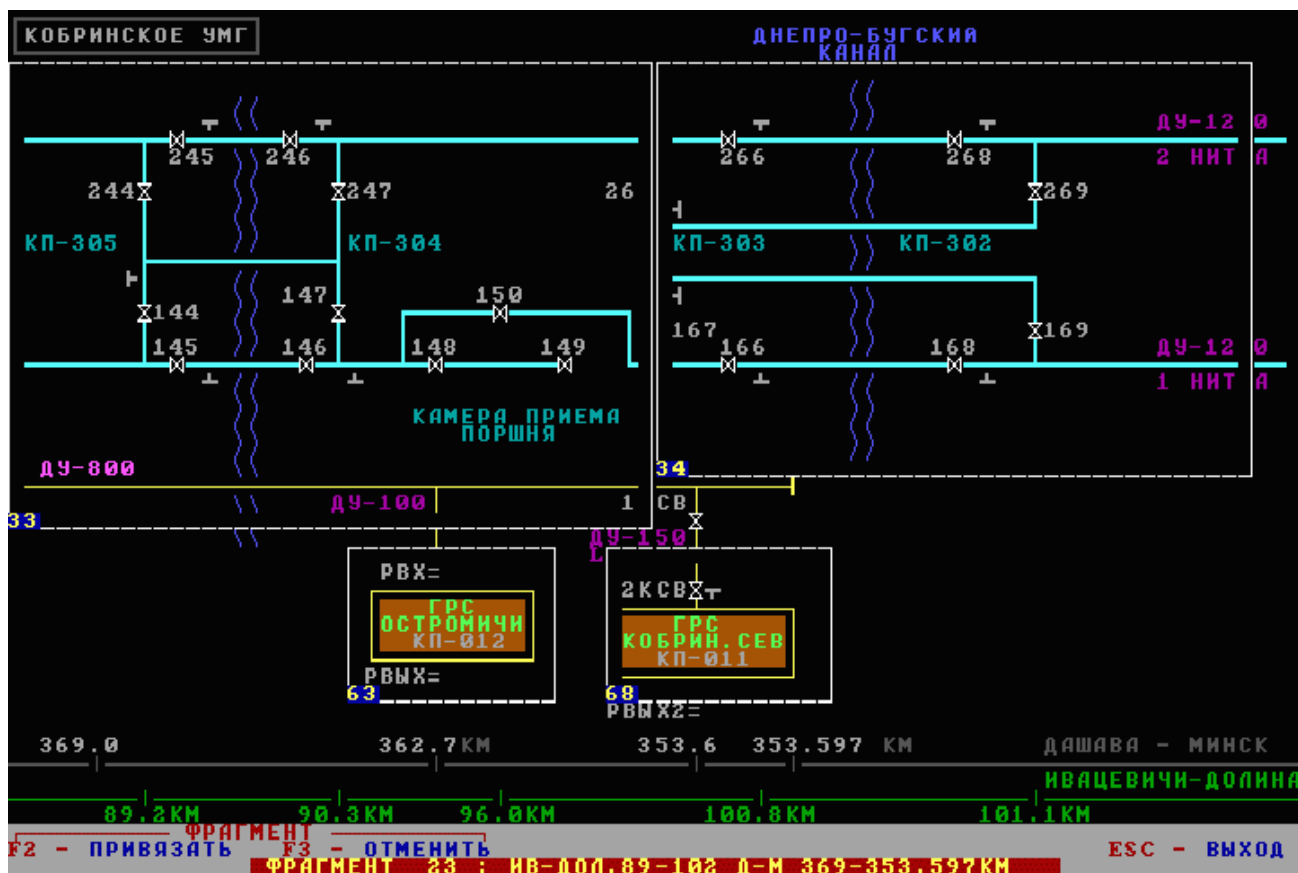 КОБРИНСКОЕ УМГ
ДНЕПРО-БУГСКИЙ
КАНАЛ
ДУ-12 0
245 246 266 268 2 НИТ А
244 247 26 269
КП-305 КП-304 КП-303 КП-302
147 150
144 167 169
145 146 148 149 166 168 ДУ-12 0
1 НИТ А
КАМЕРА ПРИЕМА
ПОРШНЯ
ДУ-800 34
ДУ-100 1 СВ
33
ДУ-150
L
РВХ=
2КСВ
ГРС
ОСТРОМИЧИ
КП-012
ГРС
КОБРИН.СЕВ
КП-011
РВЫХ=
63 68
РВЫХ2=
369.0 362.7КМ 353.6 353.597 КМ ДАШАВА - МИНСК
ИВАЦЕВИЧИ-ДОЛИНА
89.2КМ 90.3КМ 96.0КМ 100.8КМ 101.1КМ
ФРАГМЕНТ
F2 - ПРИВЯЗАТЬ F3 - ОТМЕНИТЬ ESC - ВЫХОД
ФРАГМЕНТ 23 : ИВ-ДОЛ.89-102 Д-М 369-353.597КМ